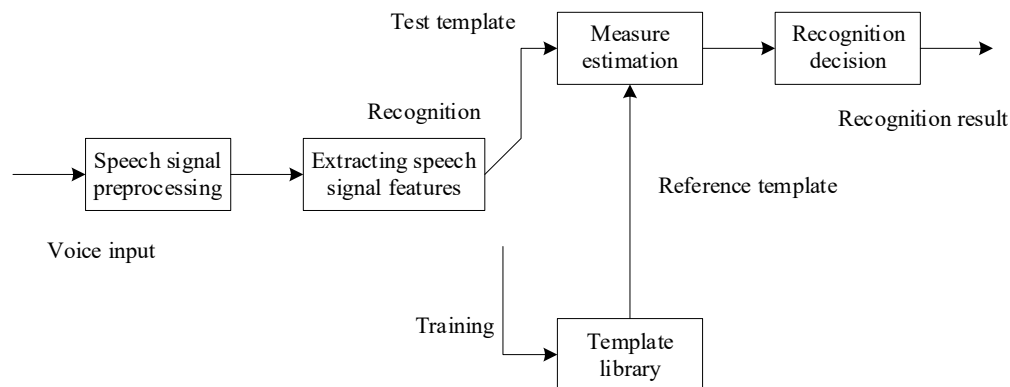 Test template
Measure
estimation
Recognition
decision
Recognition
Recognition result
Speech signal
preprocessing
Extracting speech
signal features
Reference template
Voice input
Training
Template
library